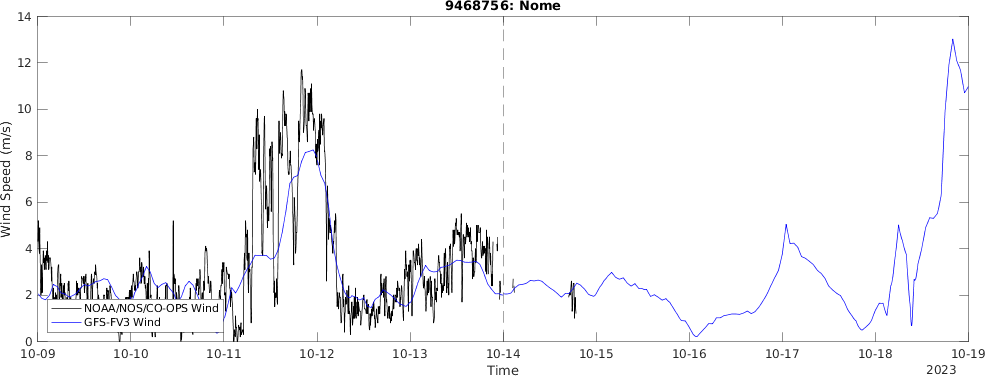 9468756: Nome
14
12
10
8
6
4
2
0
Wind Speed (m/s)
NOAA/NOS/CO-OPS Wind
GFS-FV3 Wind
10-09 10-10 10-11 10-12 10-13 10-14 10-15 10-16 10-17 10-18 10-19
Time
2023